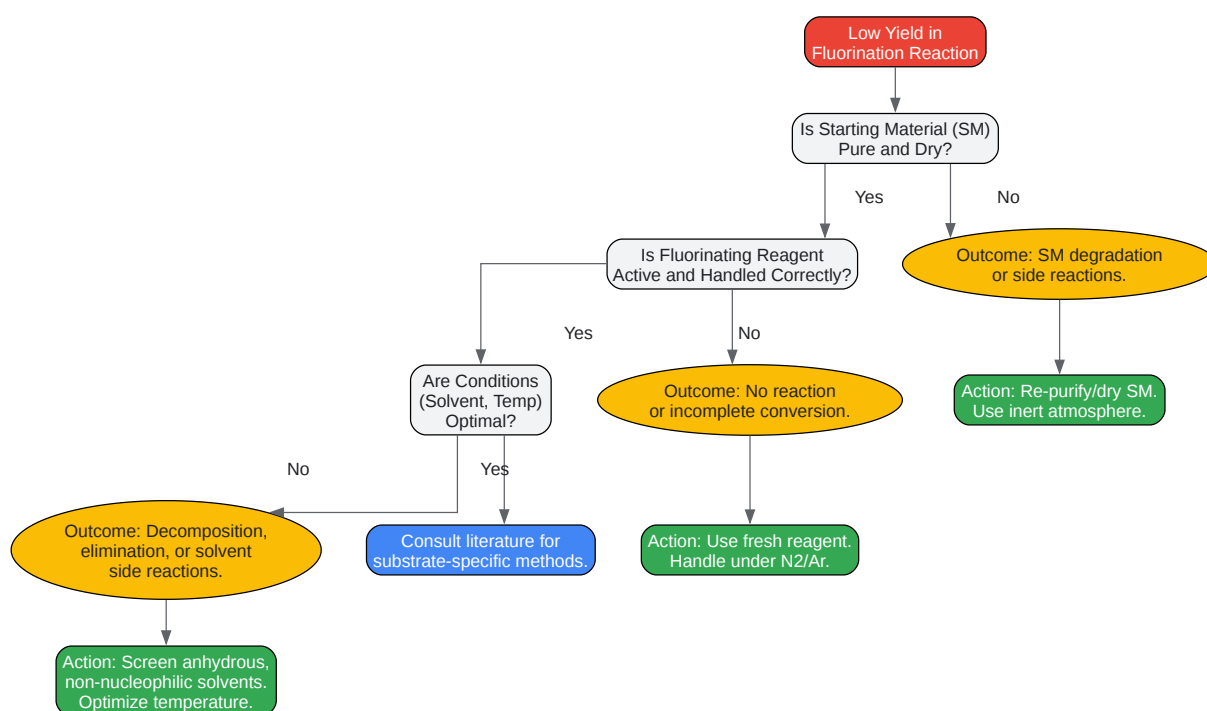 Low Yield in
Fluorination Reaction
Is Starting Material (SM)
Pure and Dry?
Yes
No
Is Fluorinating Reagent
Active and Handled Correctly?
Outcome: SM degradation
or side reactions.
Yes
No
Are Conditions
(Solvent, Temp)
Optimal?
Outcome: No reaction
or incomplete conversion.
Action: Re-purify/dry SM.
Use inert atmosphere.
No
Yes
Outcome: Decomposition,
elimination, or solvent
side reactions.
Consult literature for
substrate-specific methods.
Action: Use fresh reagent.
Handle under N2/Ar.
Action: Screen anhydrous,
non-nucleophilic solvents.
Optimize temperature.